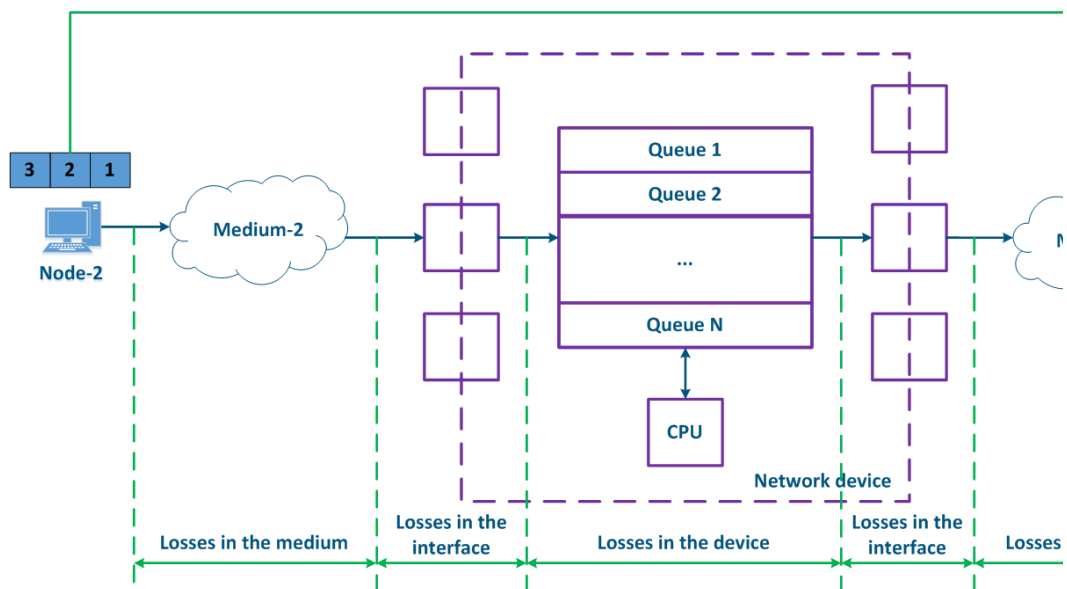 3 2 1
Node-2
Medium-2
Queue 1
Queue 2
...
Queue N
CPU
Network device
Losses in the medium
Losses in the
interface
Losses in the device
Losses in the
interface
Losses